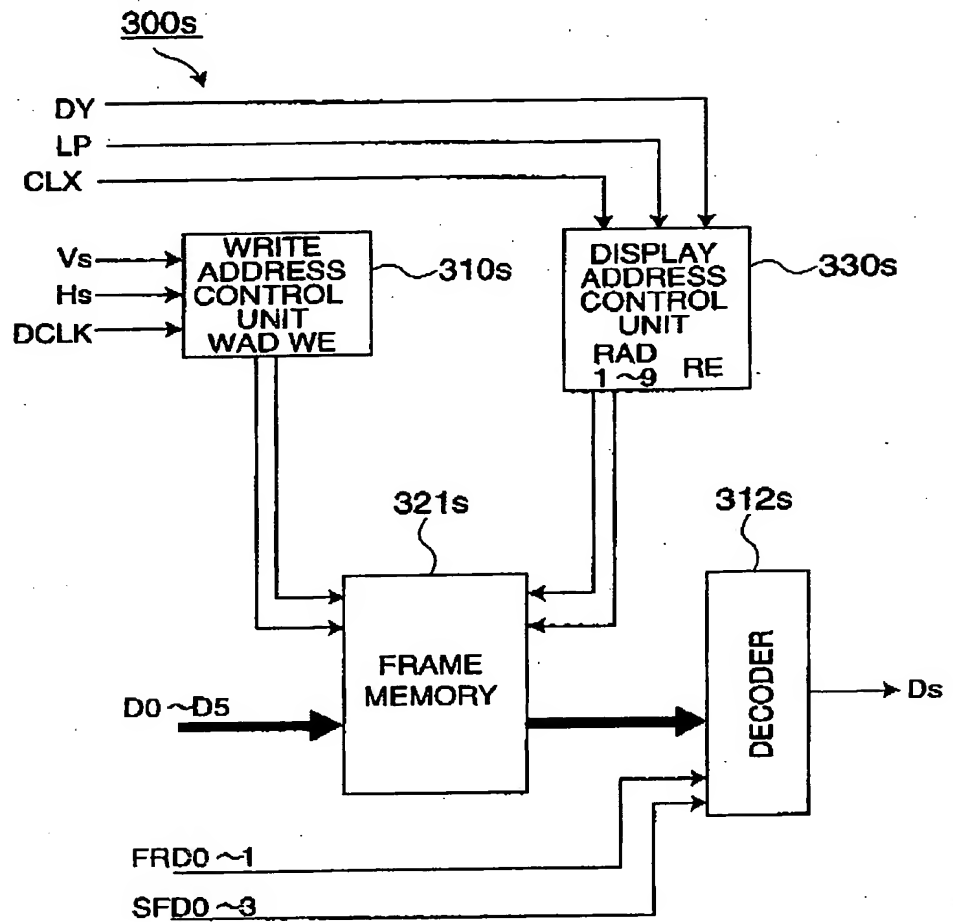 300s
DY
LP
CLX
Vs
Hs
DCLK
WRITE
ADDRESS
CONTROL
UNIT
WAD WE
310s
DISPLAY
ADDRESS
CONTROL
UNIT
RAD
1~9 RE
330s
321s
FRAME
MEMORY
312s
DECODER
D0~D5
Ds
FRD0~1
SFD0~3